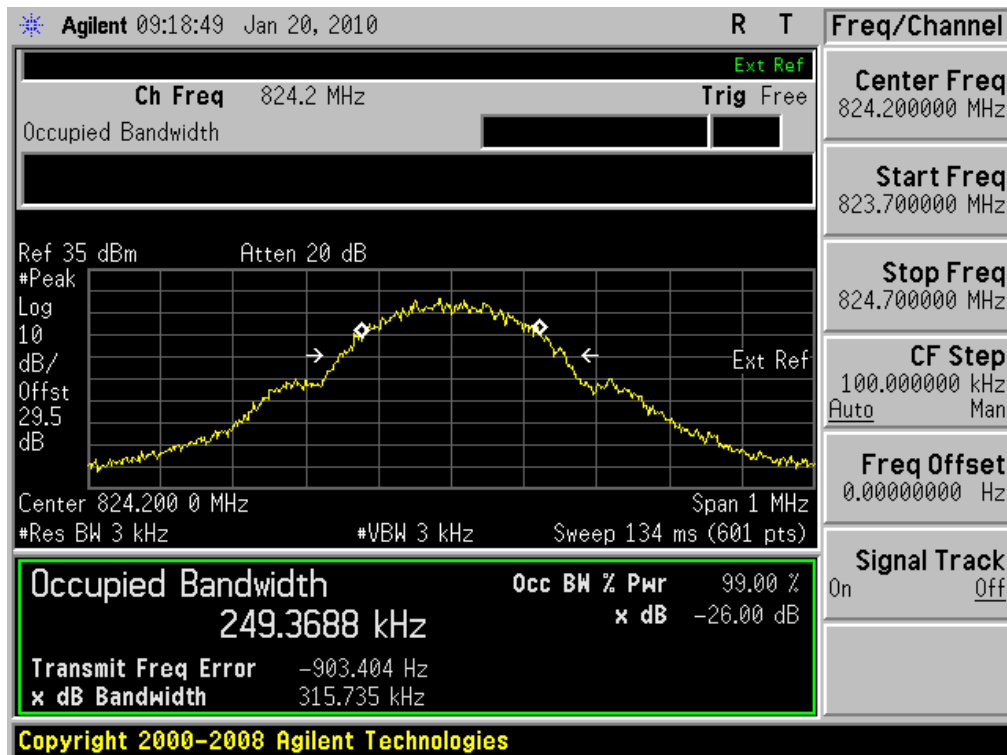 Agilent 09:18:49 Jan 20, 2010 R T
Ext Ref
Ch Freq 824.2 MHz Trig Free
Occupied Bandwidth
Ref 35 dBm Atten 20 dB
#Peak
Log
10
dB/
Offst
29.5
dB
Ext Ref
Center 824.200 0 MHz Span 1 MHz
#Res BW 3 kHz #VBW 3 kHz Sweep 134 ms (601 pts)
Occupied Bandwidth
249.3688 kHz
Occ BW % Pwr 99.00 %
x dB -26.00 dB
Transmit Freq Error -903.404 Hz
x dB Bandwidth 315.735 kHz
Copyright 2000-2008 Agilent Technologies
Freq/Channel
Center Freq
824.200000 MHz
Start Freq
823.700000 MHz
Stop Freq
824.700000 MHz
CF Step
100.000000 kHz
Auto Man
Freq Offset
0.00000000 Hz
Signal Track
On Off